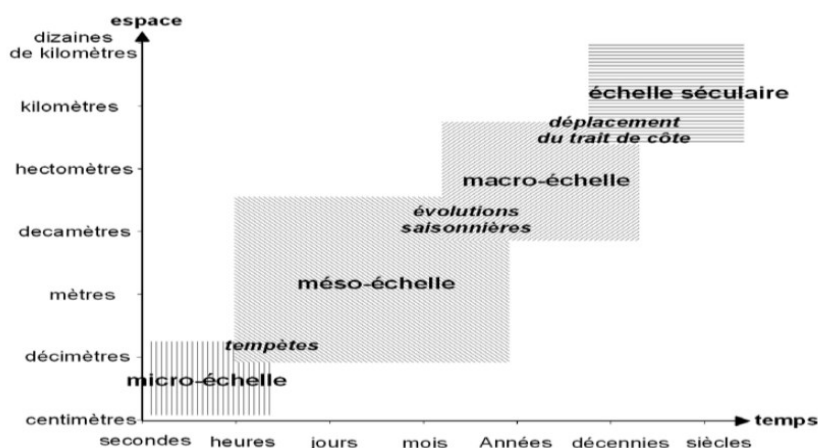 espace
dizaines
de kilomètres
kilomètres
échelle séculaire
déplacement
du trait de côte
hectomètres
macro-échelle
évolutions
saisonnières
decamètres
méso-échelle
mètres
tempêtes
décimètres
micro-échelle
centimètres
temps
secondes heures jours mois Années décennies siècles